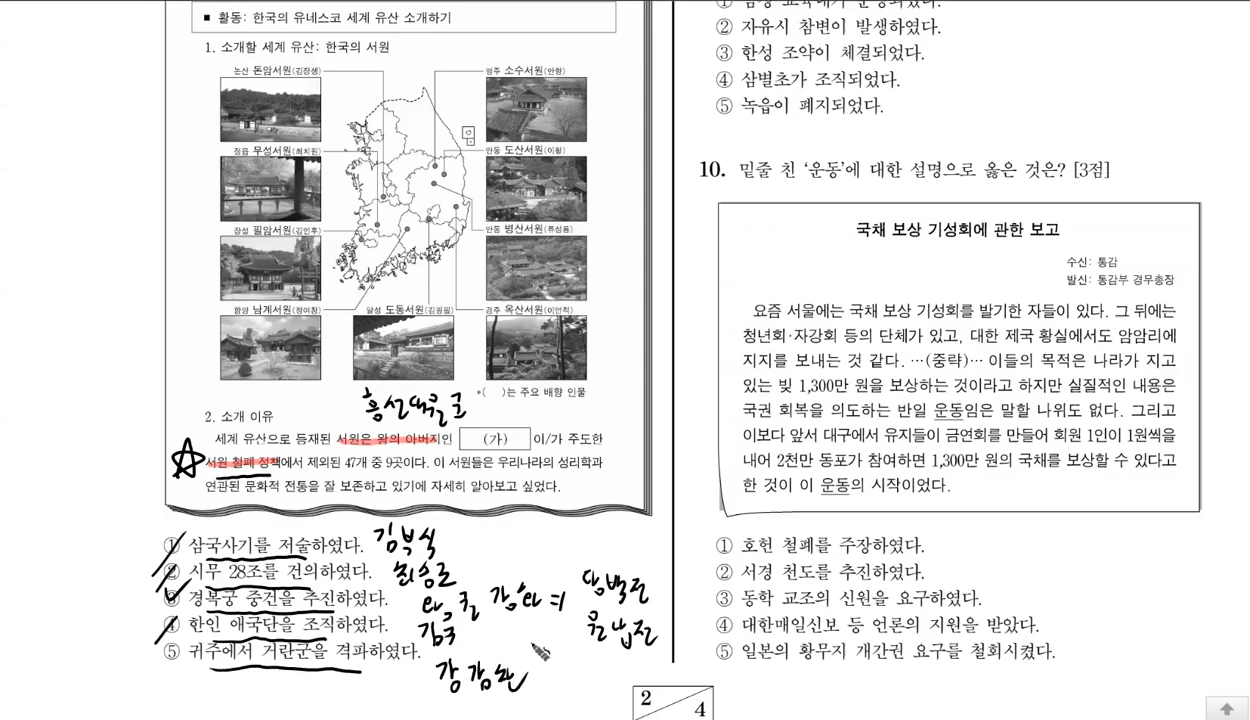 ■ 활동: 한국의 유네스코 세계 유산 소개하기
1. 소개할 세계 유산: 한국의 서원
논산 돈암서원(김장생)
영주 소수서원(안향)
정읍 무성서원(최치원)
안동 도산서원(이황)
장성 필암서원(김인후)
안동 병산서원(류성룡)
함양 남계서원(정여창)
달성 도동서원(김굉필)
경주 옥산서원(이언적)
*( )는 주요 배향 인물
흥선대원군
2. 소개 이유
세계 유산으로 등재된 서원은 왕의 아버지인 (가) 이/가 주도한
서원 철폐 정책에서 제외된 47개 중 9곳이다. 이 서원들은 우리나라의 성리학과
연관된 문화적 전통을 잘 보존하고 있기에 자세히 알아보고 싶었다.
① 삼국사기를 저술하였다. 김부식
② 시무 28조를 건의하였다. 최승로
③ 경복궁 중건을 추진하였다.
왕권 강화 당백전
원납전
④ 한인 애국단을 조직하였다. 김구
⑤ 귀주에서 거란군을 격파하였다.
강감찬
② 자유시 참변이 발생하였다.
③ 한성 조약이 체결되었다.
④ 삼별초가 조직되었다.
⑤ 녹읍이 폐지되었다.
10. 밑줄 친 '운동'에 대한 설명으로 옳은 것은? [3점]
국채 보상 기성회에 관한 보고
수신: 통감
발신: 통감부 경무총장
요즘 서울에는 국채 보상 기성회를 발기한 자들이 있다. 그 뒤에는
청년회·자강회 등의 단체가 있고, 대한 제국 황실에서도 암암리에
지지를 보내는 것 같다. …(중략)… 이들의 목적은 나라가 지고
있는 빚 1,300만 원을 보상하는 것이라고 하지만 실질적인 내용은
국권 회복을 의도하는 반일 운동임은 말할 나위도 없다. 그리고
이보다 앞서 대구에서 유지들이 금연회를 만들어 회원 1인이 1원씩을
내어 2천만 동포가 참여하면 1,300만 원의 국채를 보상할 수 있다고
한 것이 이 운동의 시작이었다.
① 호헌 철폐를 주장하였다.
② 서경 천도를 추진하였다.
③ 동학 교조의 신원을 요구하였다.
④ 대한매일신보 등 언론의 지원을 받았다.
⑤ 일본의 황무지 개간권 요구를 철회시켰다.
2
4